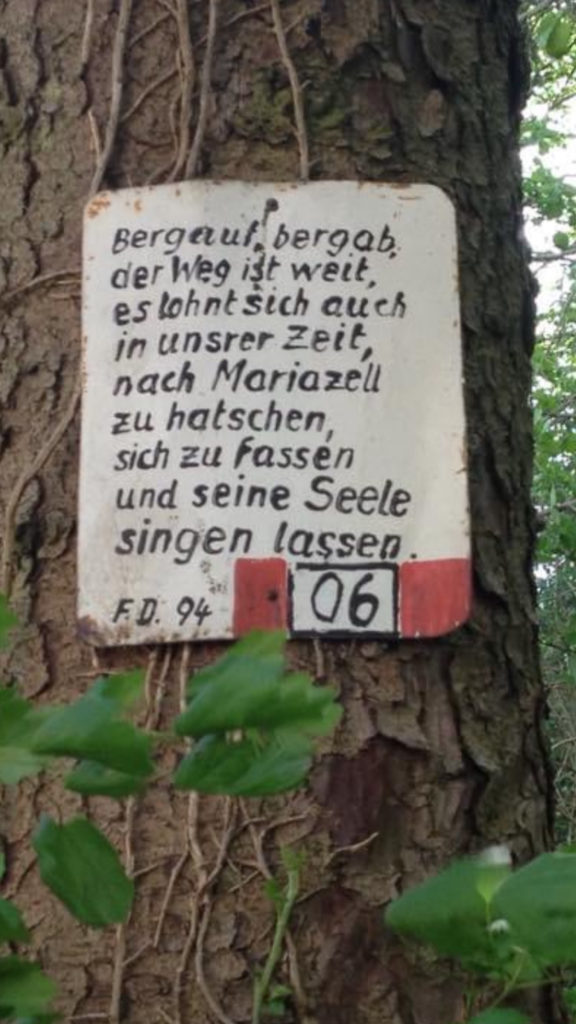 Bergauf, bergab,
der Weg ist weit,
es lohnt sich auch
in unsrer Zeit,
nach Mariazell
zu hatschen,
sich zu fassen
und seine Seele
singen lassen.
F.D. 94 06